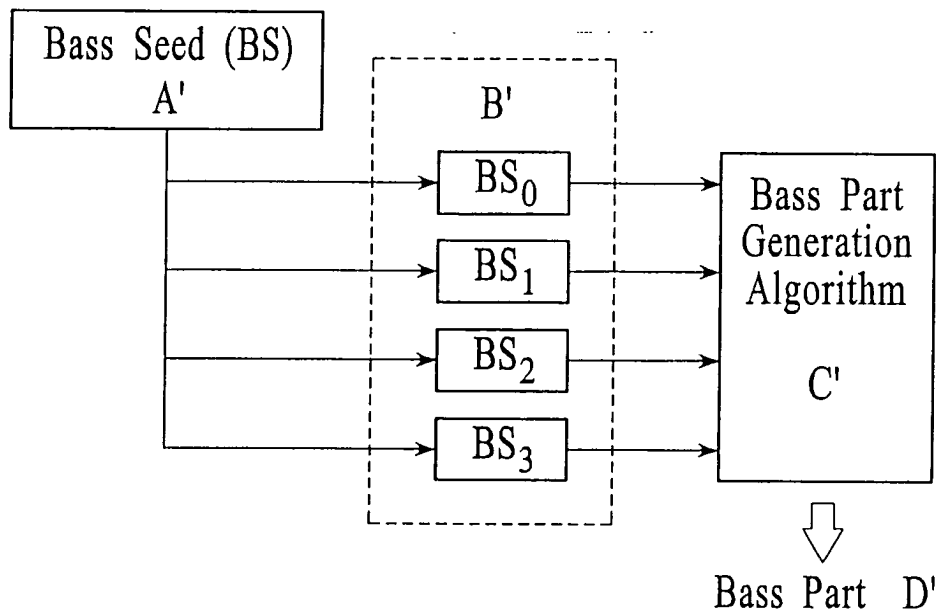 Bass Seed (BS)
A'
B'
BS0
BS1
BS2
BS3
Bass Part
Generation
Algorithm
C'
Bass Part D'